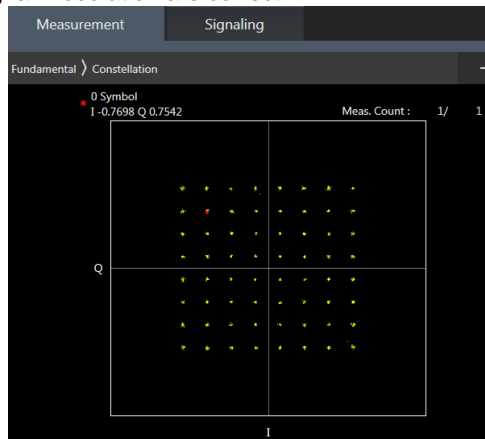 Measurement Signaling
Fundamental 〉 Constellation
0 Symbol
I -0.7698 Q 0.7542 Meas. Count : 1/ 1
Q
I